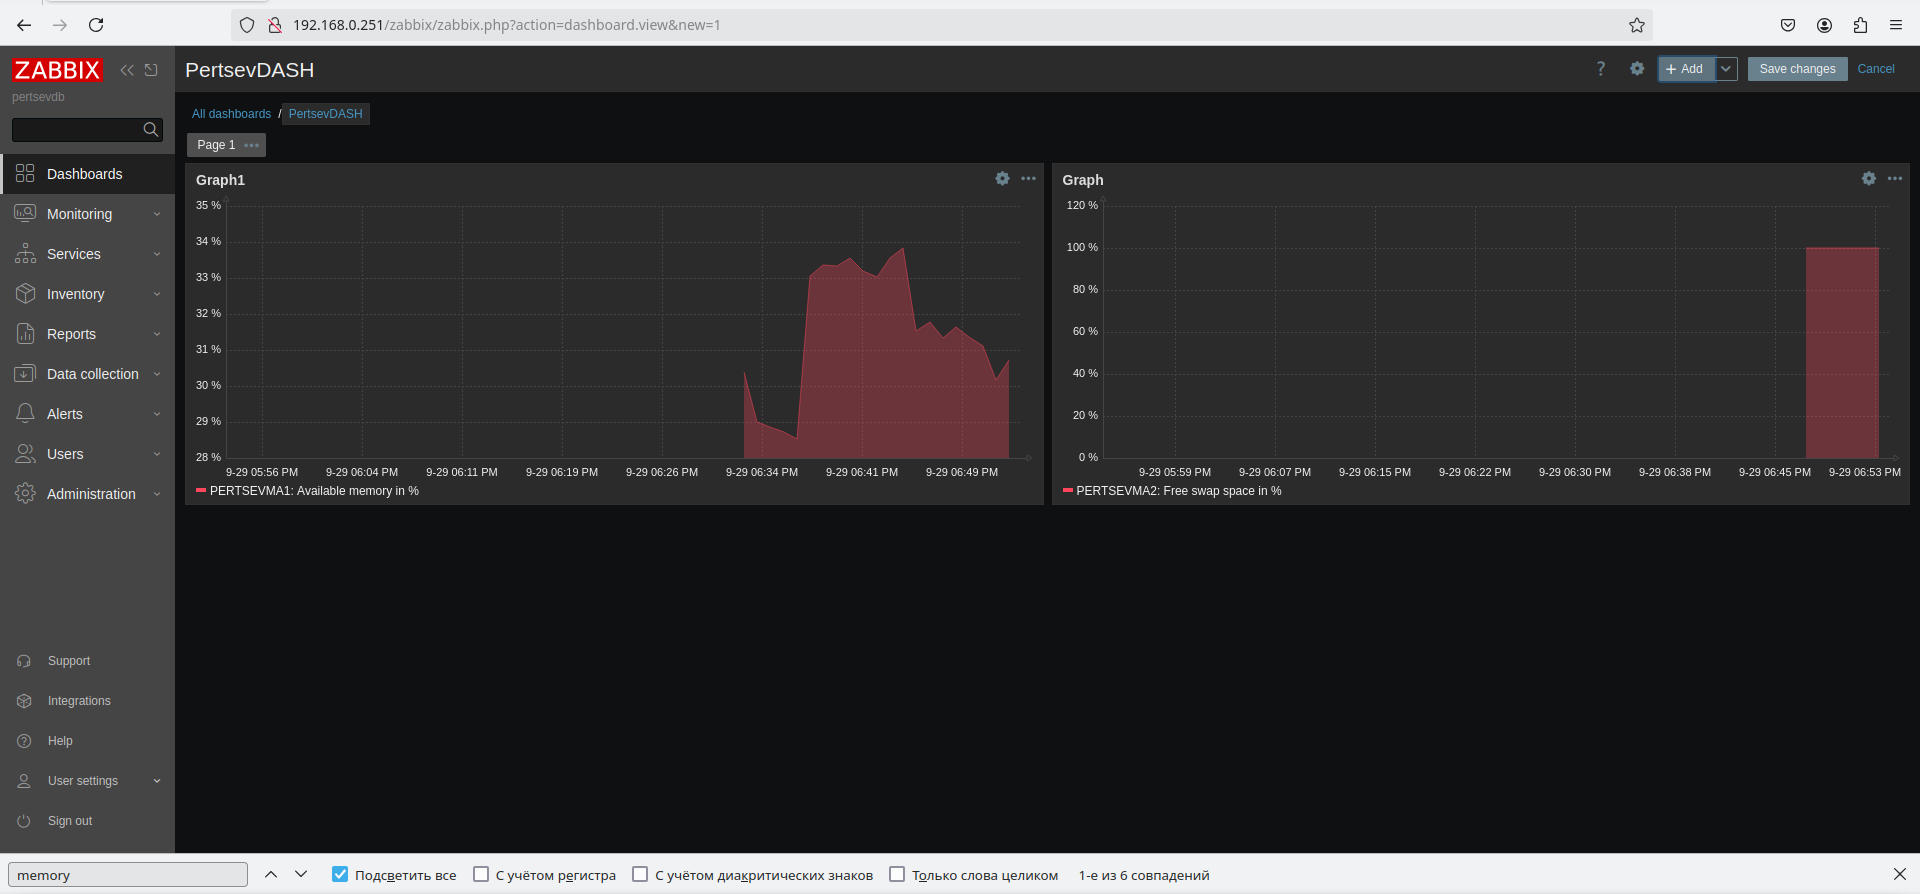 192.168.0.251/zabbix/zabbix.php?action=dashboard.view&new=1
ZABBIX
pertsevdb
Dashboards
Monitoring
Services
Inventory
Reports
Data collection
Alerts
Users
Administration
Support
Integrations
Help
User settings
Sign out
PertsevDASH
? + Add Save changes Cancel
All dashboards / PertsevDASH
Page 1 •••
Graph1
35 %
34 %
33 %
32 %
31 %
30 %
29 %
28 %
9-29 05:56 PM 9-29 06:04 PM 9-29 06:11 PM 9-29 06:19 PM 9-29 06:26 PM 9-29 06:34 PM 9-29 06:41 PM 9-29 06:49 PM
PERTSEVMA1: Available memory in %
Graph
120 %
100 %
80 %
60 %
40 %
20 %
0 %
9-29 05:59 PM 9-29 06:07 PM 9-29 06:15 PM 9-29 06:22 PM 9-29 06:30 PM 9-29 06:38 PM 9-29 06:45 PM 9-29 06:53 PM
PERTSEVMA2: Free swap space in %
memory Подсветить все С учётом регистра С учётом диакритических знаков Только слова целиком 1-е из 6 совпадений